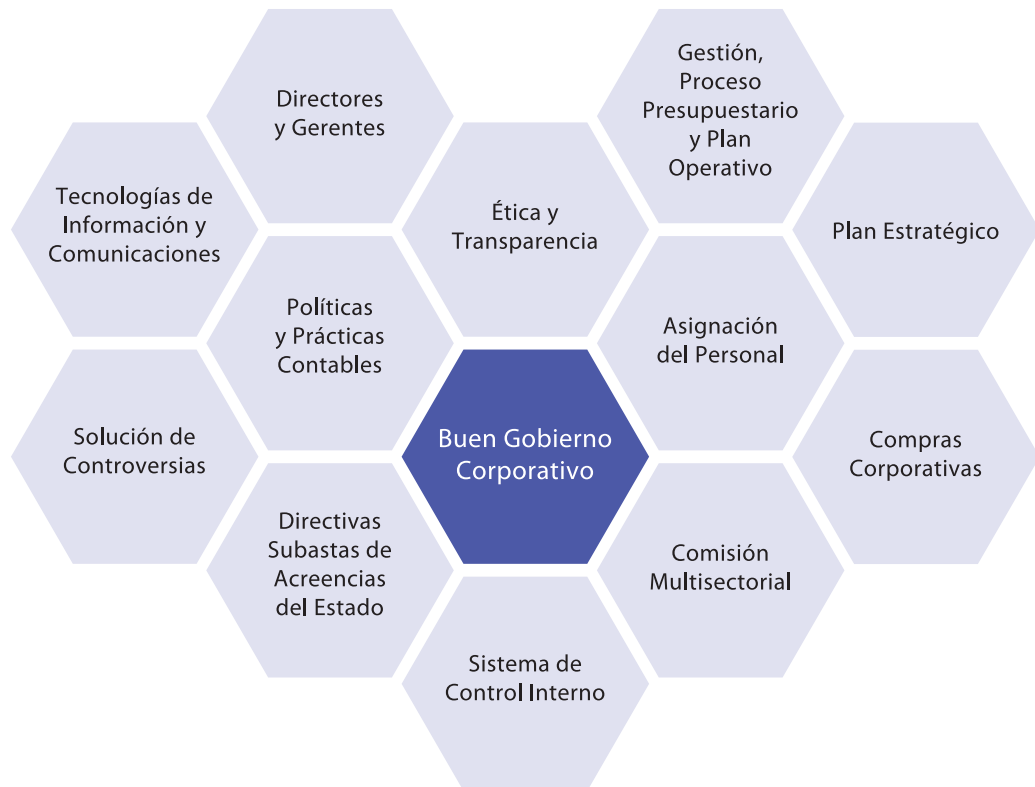 Directores
y Gerentes
Gestión,
Proceso
Presupuestario
y Plan
Operativo
Tecnologías de
Información y
Comunicaciones
Ética y
Transparencia
Plan Estratégico
Políticas
y Prácticas
Contables
Asignación
del Personal
Solución de
Controversias
Buen Gobierno
Corporativo
Compras
Corporativas
Directivas
Subastas de
Acreencias
del Estado
Comisión
Multisectorial
Sistema de
Control Interno